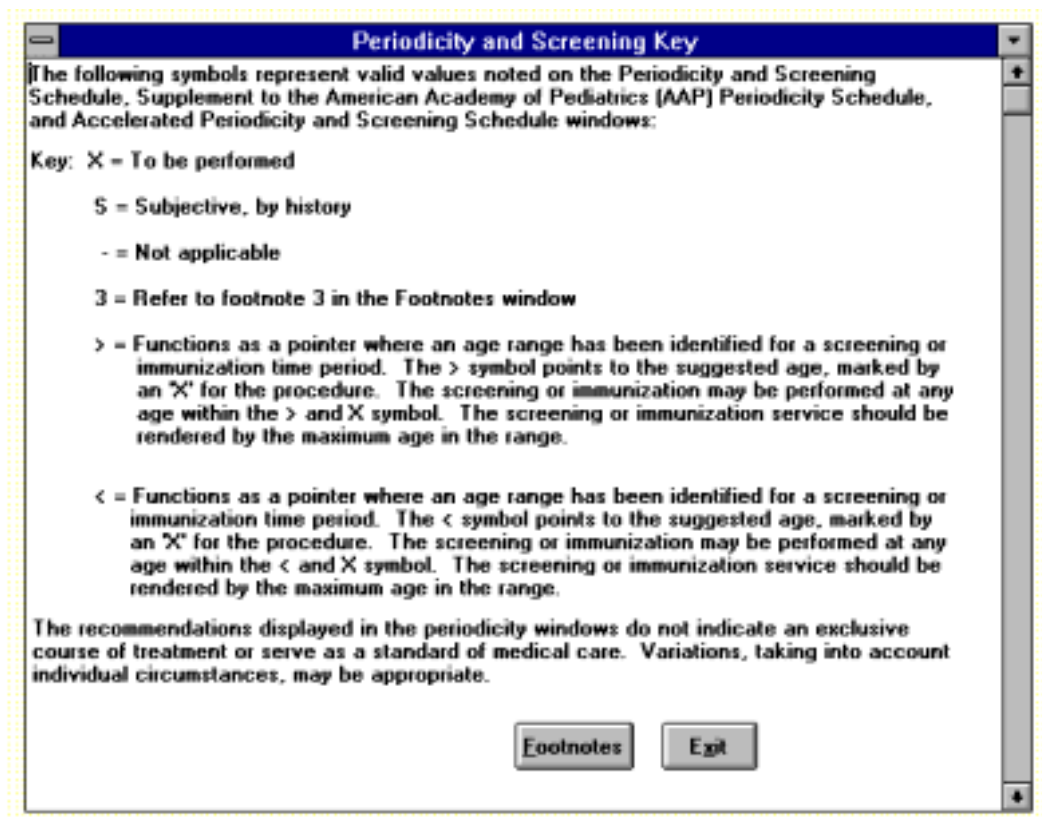 Periodicity and Screening Key
The following symbols represent valid values noted on the Periodicity and Screening
Schedule, Supplement to the American Academy of Pediatrics (AAP) Periodicity Schedule,
and Accelerated Periodicity and Screening Schedule windows:
Key: X = To be performed
S = Subjective, by history
- = Not applicable
3 = Refer to footnote 3 in the Footnotes window
> = Functions as a pointer where an age range has been identified for a screening or
immunization time period. The > symbol points to the suggested age, marked by
an 'X' for the procedure. The screening or immunization may be performed at any
age within the > and X symbol. The screening or immunization service should be
rendered by the maximum age in the range.
< = Functions as a pointer where an age range has been identified for a screening or
immunization time period. The < symbol points to the suggested age, marked by
an 'X' for the procedure. The screening or immunization may be performed at any
age within the < and X symbol. The screening or immunization service should be
rendered by the maximum age in the range.
The recommendations displayed in the periodicity windows do not indicate an exclusive
course of treatment or serve as a standard of medical care. Variations, taking into account
individual circumstances, may be appropriate.
Footnotes Exit